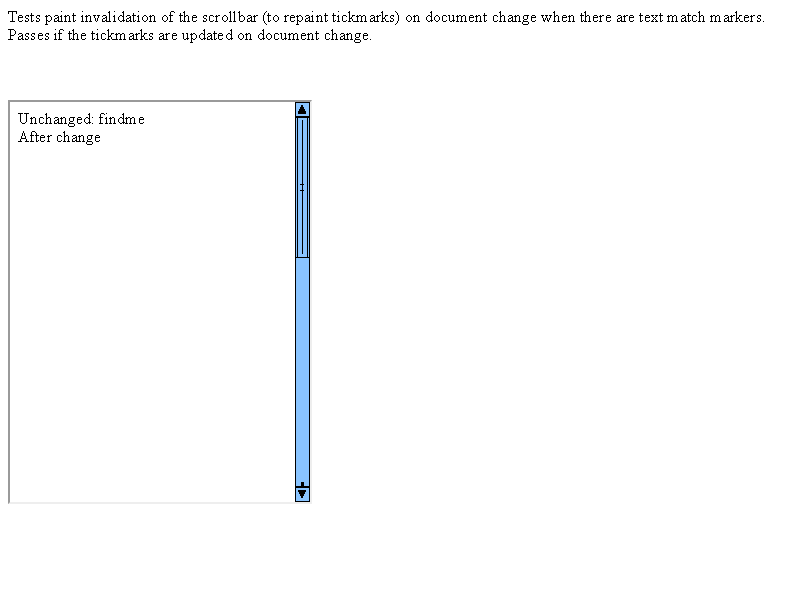 Tests paint invalidation of the scrollbar (to repaint tickmarks) on document change when there are text match markers.
Passes if the tickmarks are updated on document change.
Unchanged: findme
After change